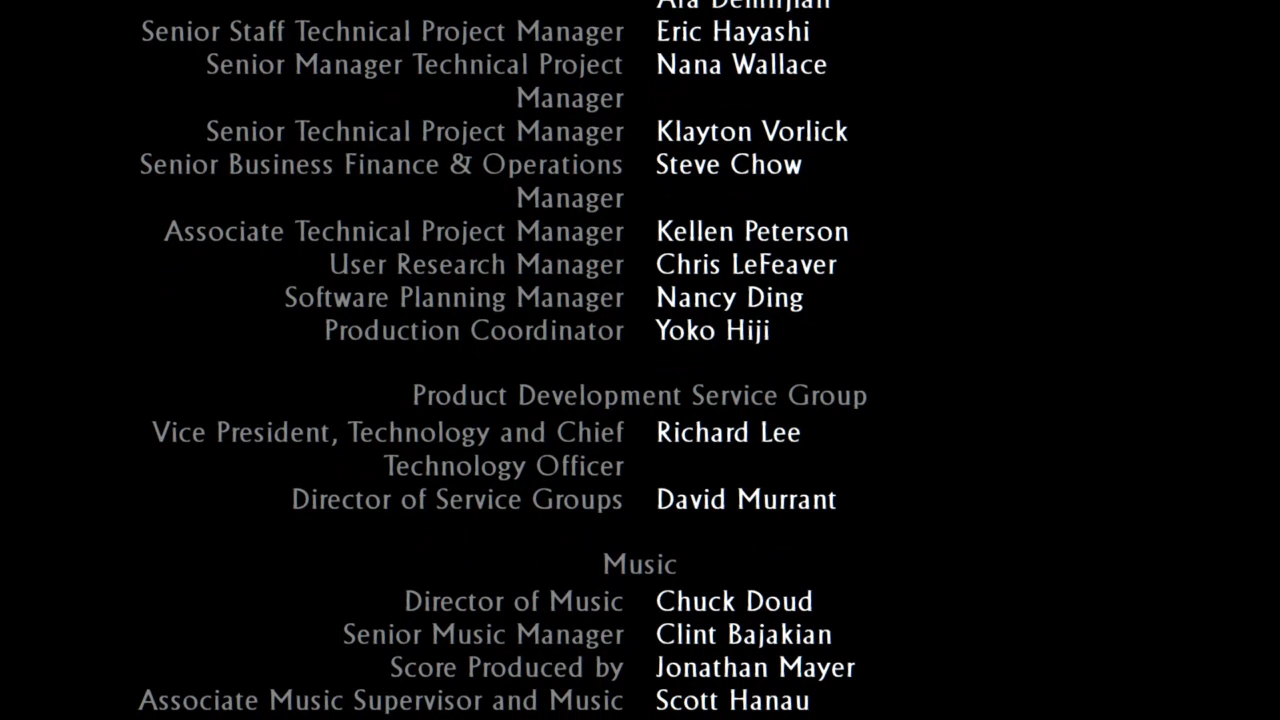 Ara Demirjian
Senior Staff Technical Project Manager Eric Hayashi
Senior Manager Technical Project Nana Wallace
Manager
Senior Technical Project Manager Klayton Vorlick
Senior Business Finance & Operations Steve Chow
Manager
Associate Technical Project Manager Kellen Peterson
User Research Manager Chris LeFeaver
Software Planning Manager Nancy Ding
Production Coordinator Yoko Hiji
Product Development Service Group
Vice President, Technology and Chief Richard Lee
Technology Officer
Director of Service Groups David Murrant
Music
Director of Music Chuck Doud
Senior Music Manager Clint Bajakian
Score Produced by Jonathan Mayer
Associate Music Supervisor and Music Scott Hanau